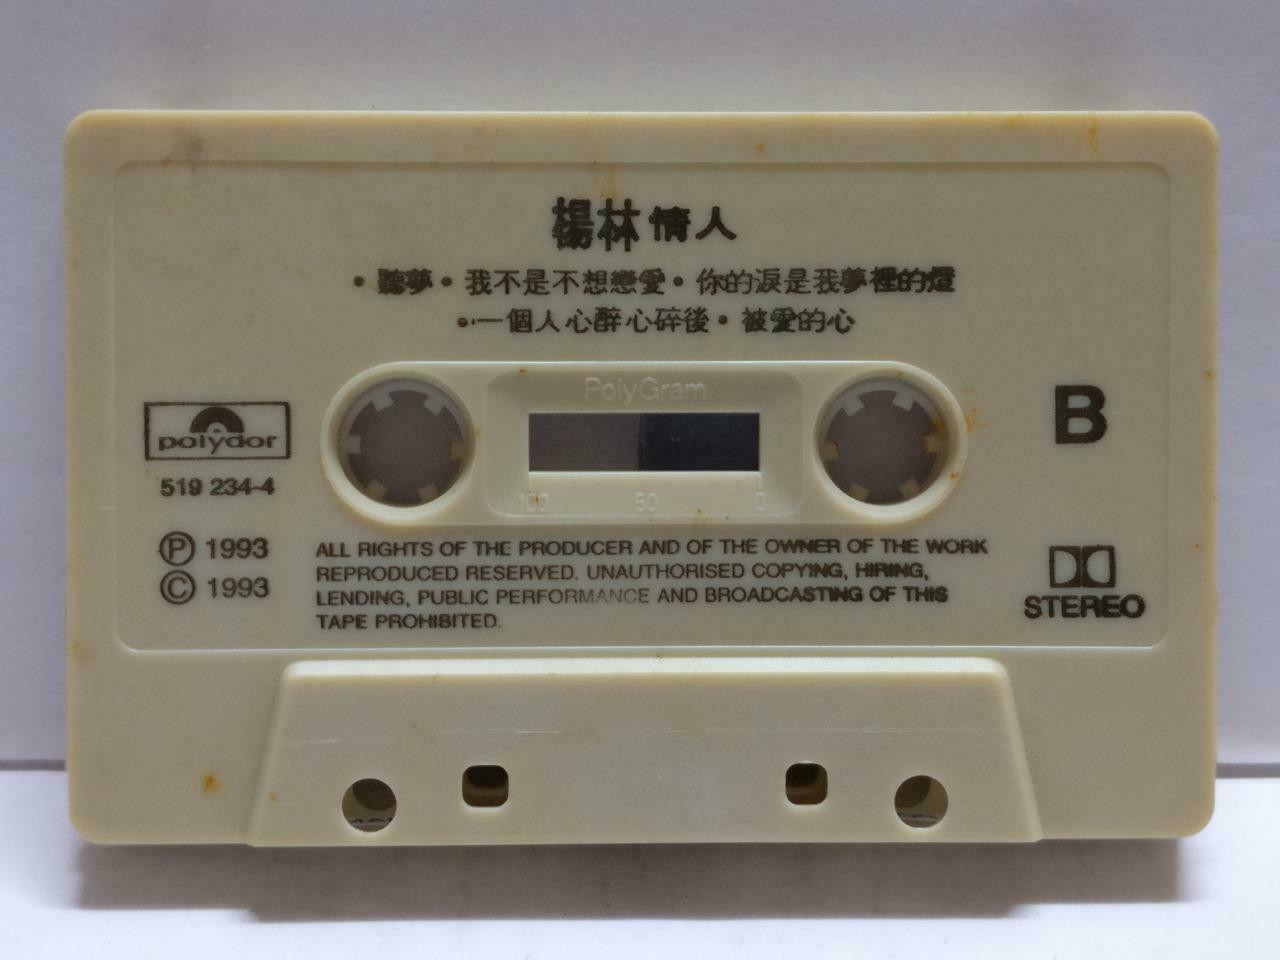 楊林 情人
• 聽夢 • 我不是不想戀愛 • 你的淚是我夢裡的燈
• 一個人心醉心碎後 • 被愛的心
PolyGram
B
polydor
100 50 0
519 234-4
Ⓟ 1993
© 1993
ALL RIGHTS OF THE PRODUCER AND OF THE OWNER OF THE WORK
REPRODUCED RESERVED. UNAUTHORISED COPYING, HIRING,
LENDING, PUBLIC PERFORMANCE AND BROADCASTING OF THIS
TAPE PROHIBITED.
STEREO